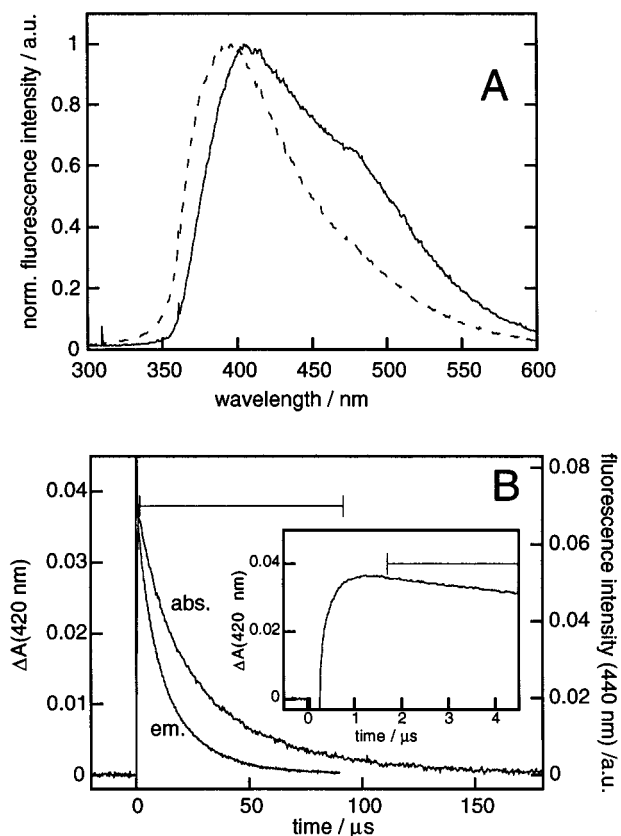 norm. fluorescence intensity / a.u.
1
0.8
0.6
0.4
0.2
0
A
300 350 400 450 500 550 600
wavelength / nm
B
ΔA(420 nm)
0.04
0.03
0.02
0.01
0
abs.
em.
ΔA(420 nm)
0.04
0.02
0
0 1 2 3 4
time / μs
0.08
0.06
0.04
0.02
0
fluorescence intensity (440 nm) /a.u.
0 50 100 150
time / μs